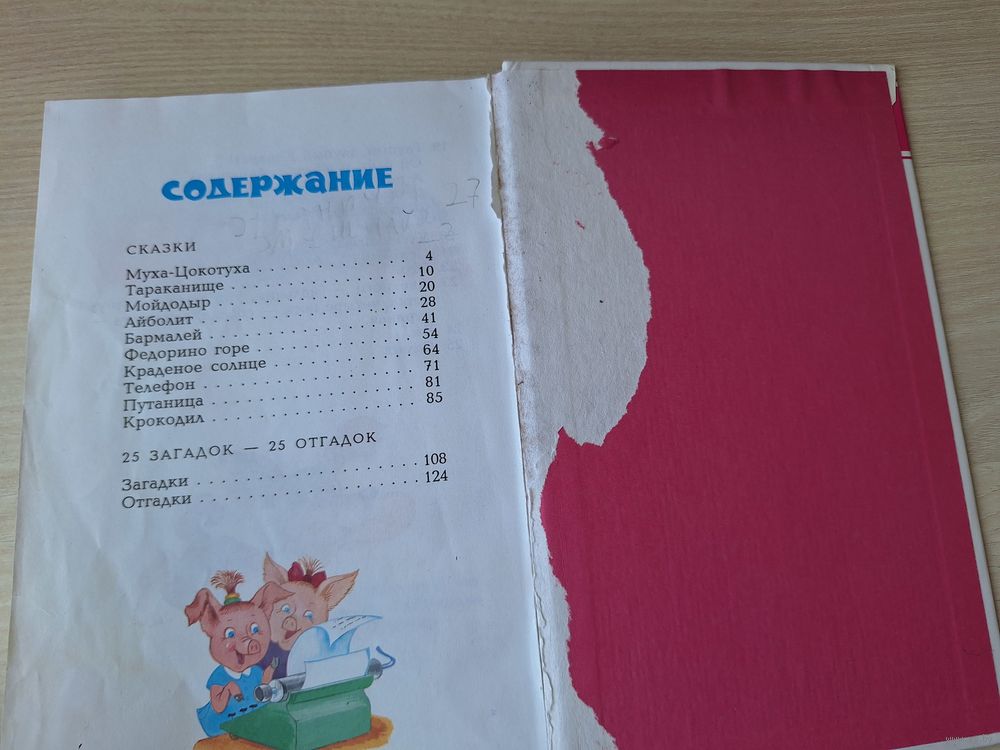 СОДЕРЖАНИЕ
27
СКАЗКИ
Муха-Цокотуха . . . . . . . . . . 4
Тараканище . . . . . . . . . . . 10
Мойдодыр . . . . . . . . . . . . 20
Айболит . . . . . . . . . . . . . 28
Бармалей . . . . . . . . . . . . 41
Федорино горе . . . . . . . . . . 54
Краденое солнце . . . . . . . . . 64
Телефон . . . . . . . . . . . . . 71
Путаница . . . . . . . . . . . . 81
Крокодил . . . . . . . . . . . . 85
25 ЗАГАДОК — 25 ОТГАДОК
Загадки . . . . . . . . . . . . . 108
Отгадки . . . . . . . . . . . . . 124